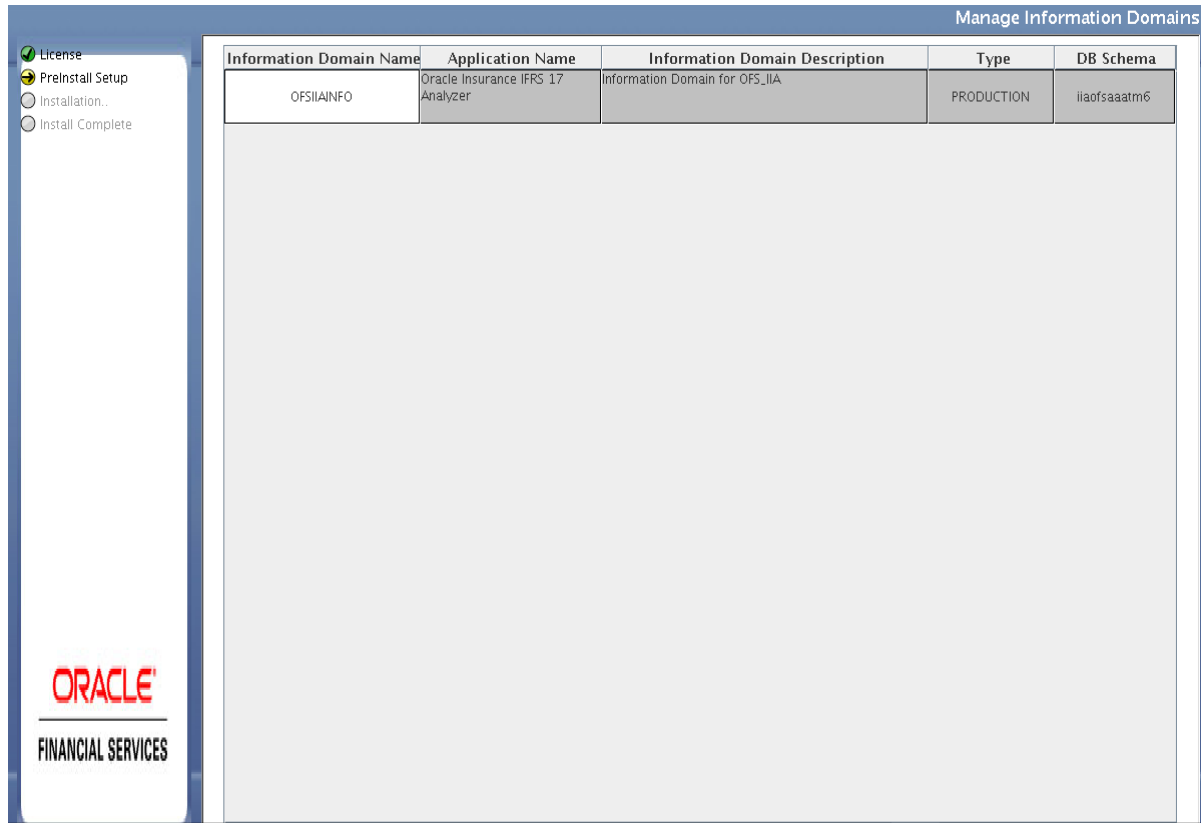 Manage Information Domains
License
PreInstall Setup
Installation..
Install Complete
Information Domain Name Application Name Information Domain Description Type DB Schema
OFSIIAINFO Oracle Insurance IFRS 17 Analyzer Information Domain for OFS_IIA PRODUCTION iiaofsaaatm6
ORACLE
FINANCIAL SERVICES